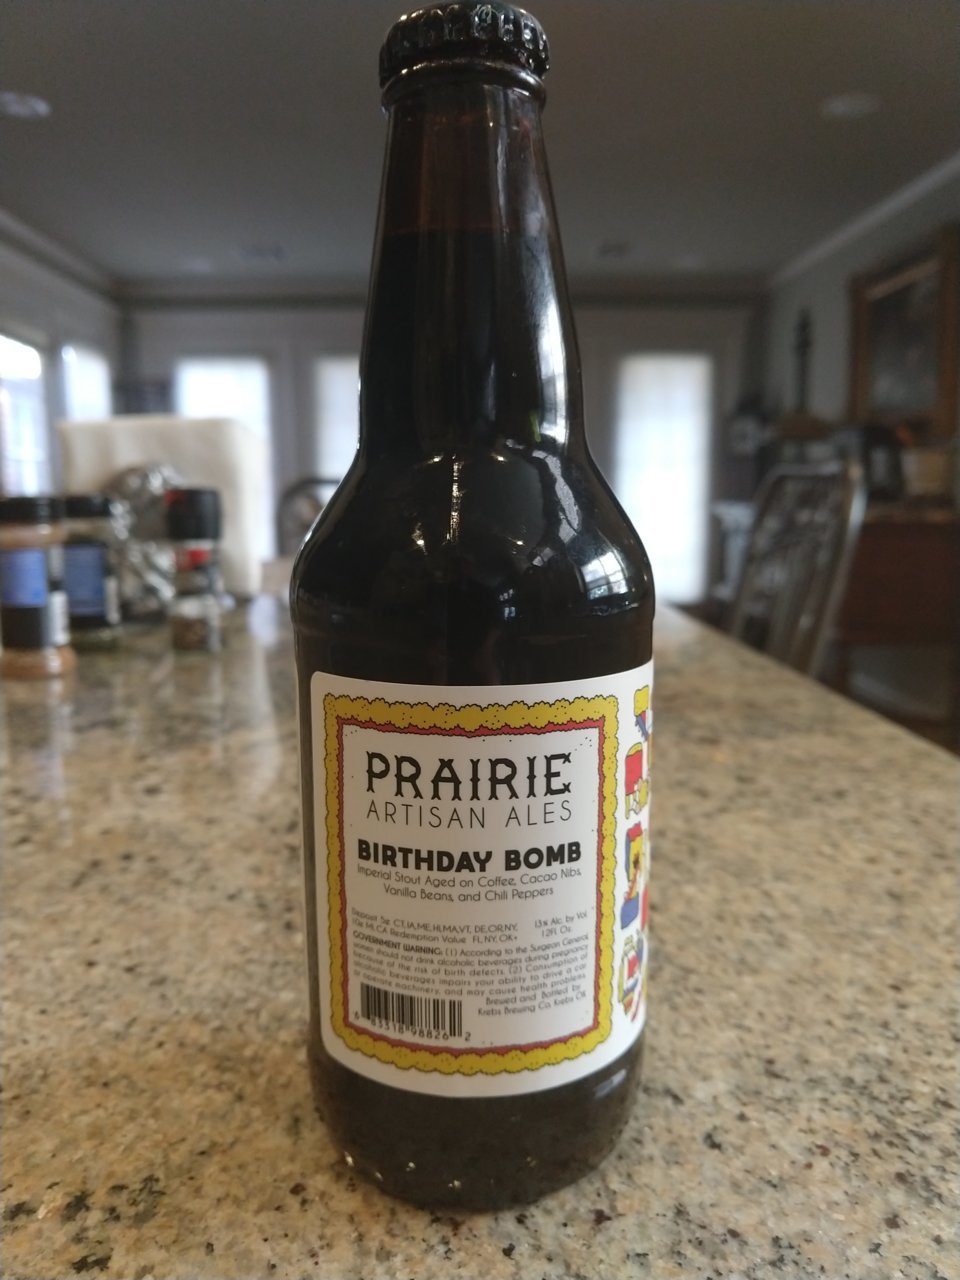 PRAIRIE
ARTISAN ALES
BIRTHDAY BOMB
Imperial Stout Aged on Coffee, Cacao Nibs,
Vanilla Beans, and Chili Peppers
Deposit 5¢ CT,IA,ME,HI,MA,VT, DE,OR,NY, 13% Alc. by Vol.
10¢ MI, CA Redemption Value FL, NY, OK+ 12Fl. Oz.
GOVERNMENT WARNING: (1) According to the Surgeon General
women should not drink alcoholic beverages during pregnancy
because of the risk of birth defects. (2) Consumption of
alcoholic beverages impairs your ability to drive a car
or operate machinery, and may cause health problems.
Brewed and Bottled by
Krebs Brewing Co. Krebs OK
6 83318 98826 2